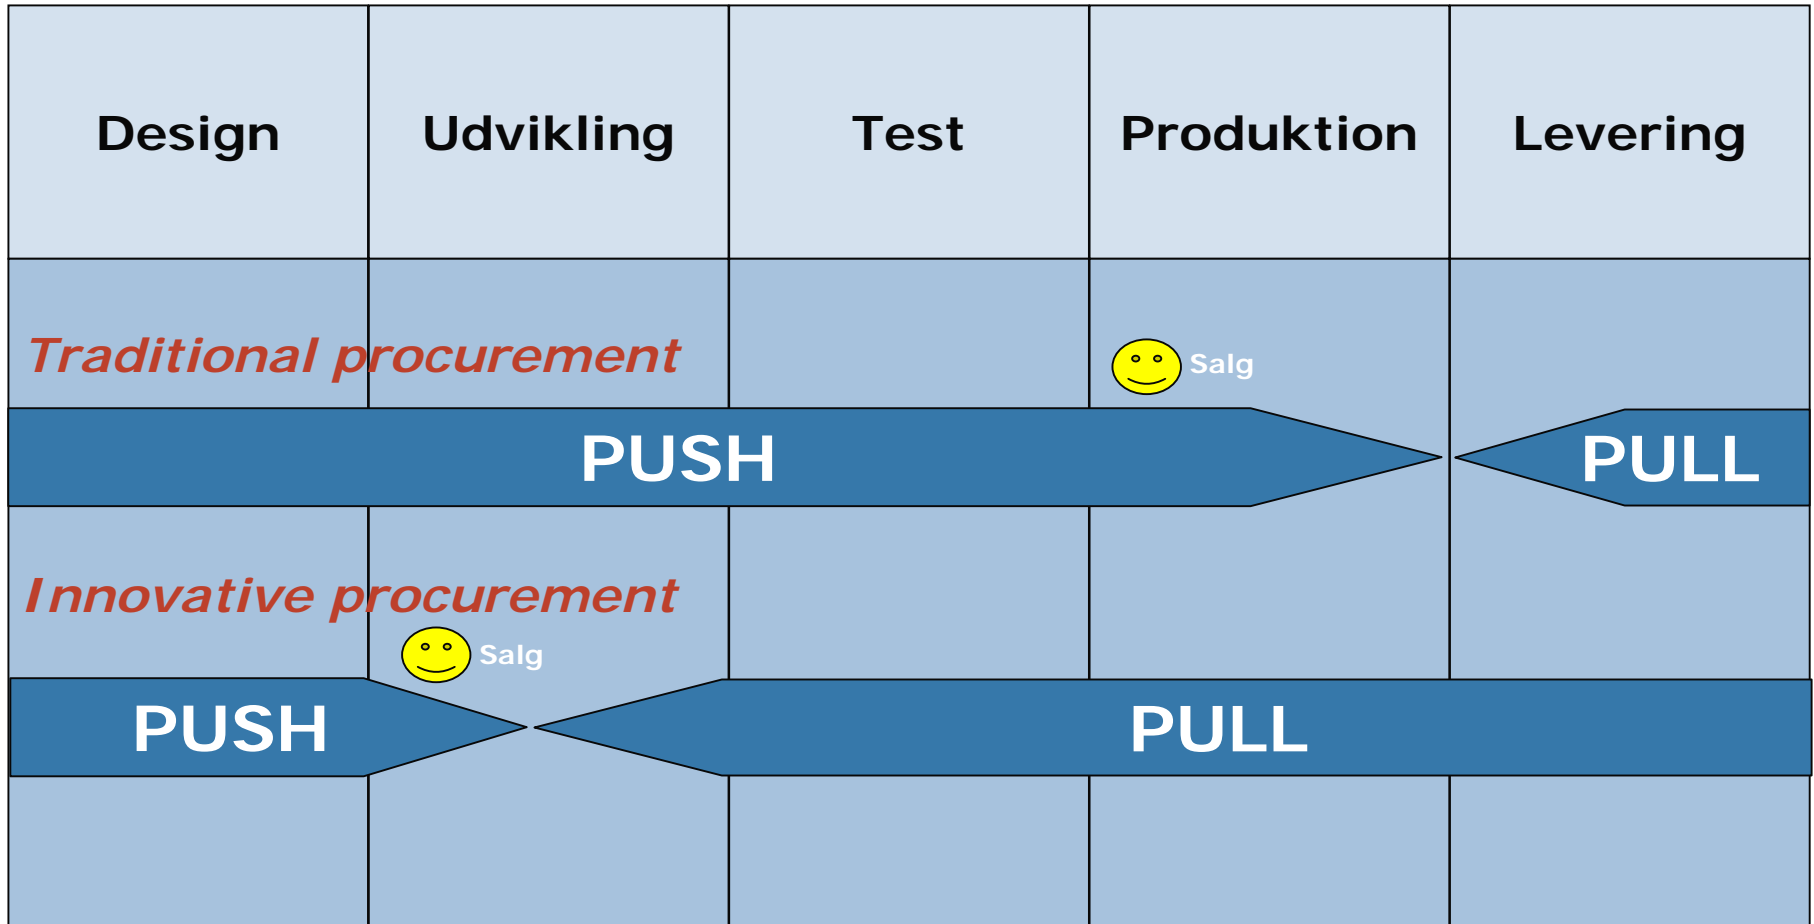 Design Udvikling Test Produktion Levering
Traditional procurement
Salg
PUSH PULL
Innovative procurement
Salg
PUSH PULL